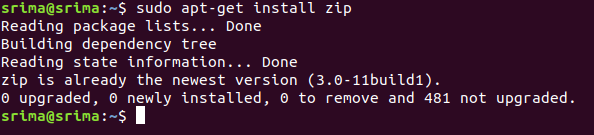 srima@srima:~$ sudo apt-get install zip
Reading package lists... Done
Building dependency tree
Reading state information... Done
zip is already the newest version (3.0-11build1).
0 upgraded, 0 newly installed, 0 to remove and 481 not upgraded.
srima@srima:~$